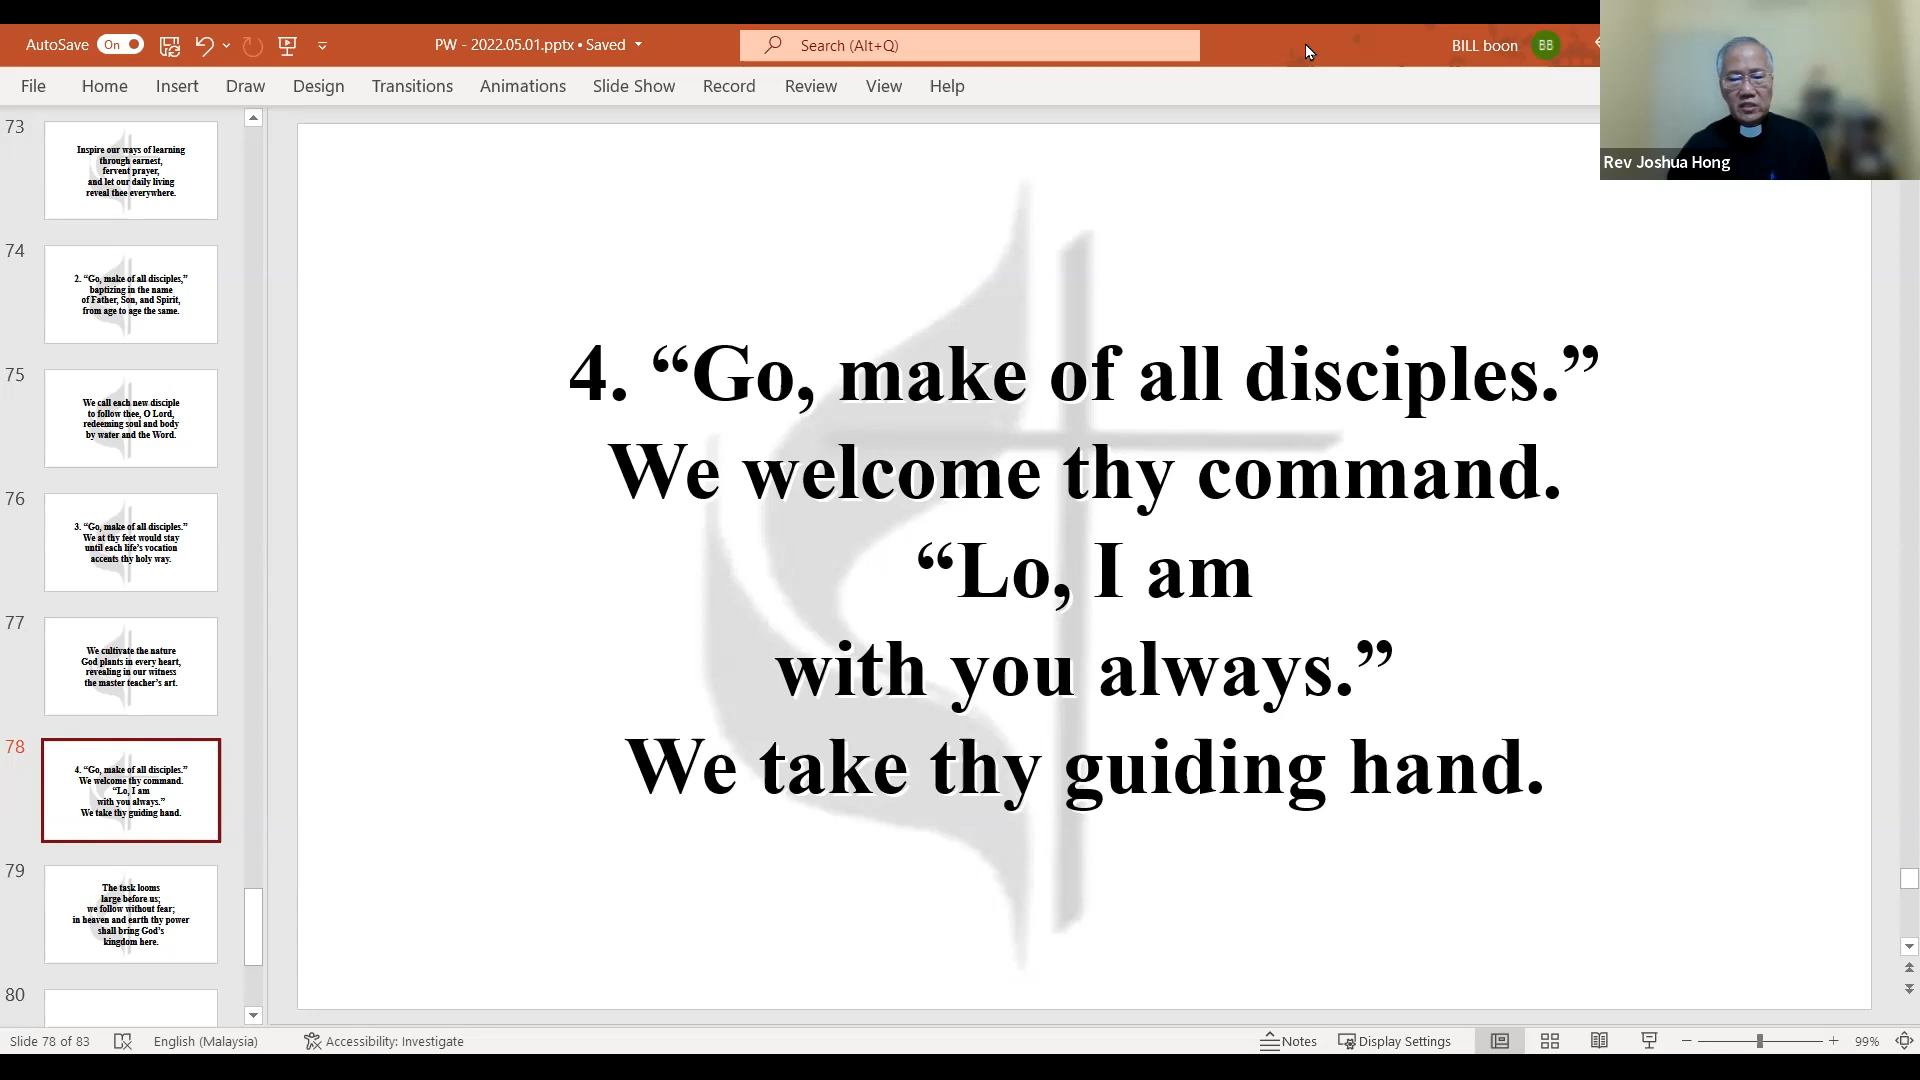 AutoSave On
PW - 2022.05.01.pptx • Saved
Search (Alt+Q)
BILL boon BB
File Home Insert Draw Design Transitions Animations Slide Show Record Review View Help
Rev Joshua Hong
73
Inspire our ways of learning
through earnest,
fervent prayer,
and let our daily living
reveal thee everywhere.
74
2. “Go, make of all disciples,”
baptizing in the name
of Father, Son, and Spirit,
from age to age the same.
75
We call each new disciple
to follow thee, O Lord,
redeeming soul and body
by water and the Word.
76
3. “Go, make of all disciples.”
We at thy feet would stay
until each life’s vocation
accents thy holy way.
77
We cultivate the nature
God plants in every heart,
revealing in our witness
the master teacher’s art.
78
4. “Go, make of all disciples.”
We welcome thy command.
“Lo, I am
with you always.”
We take thy guiding hand.
79
The task looms
large before us;
we follow without fear;
in heaven and earth thy power
shall bring God’s
kingdom here.
80
4. “Go, make of all disciples.”
We welcome thy command.
“Lo, I am
with you always.”
We take thy guiding hand.
Slide 78 of 83 English (Malaysia) Accessibility: Investigate Notes Display Settings 99%